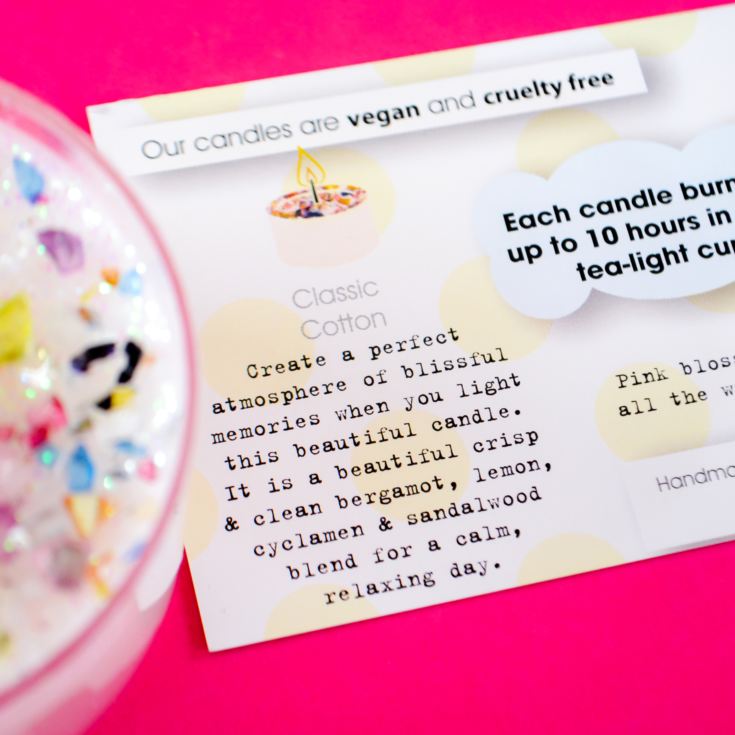 Our candles are vegan and cruelty free
Classic
Cotton
Create a perfect
atmosphere of blissful
memories when you light
this beautiful candle.
It is a beautiful crisp
& clean bergamot, lemon,
cyclamen & sandalwood
blend for a calm,
relaxing day.
Each candle burn
up to 10 hours in
tea-light cu
Pink blos
all the w
Handma